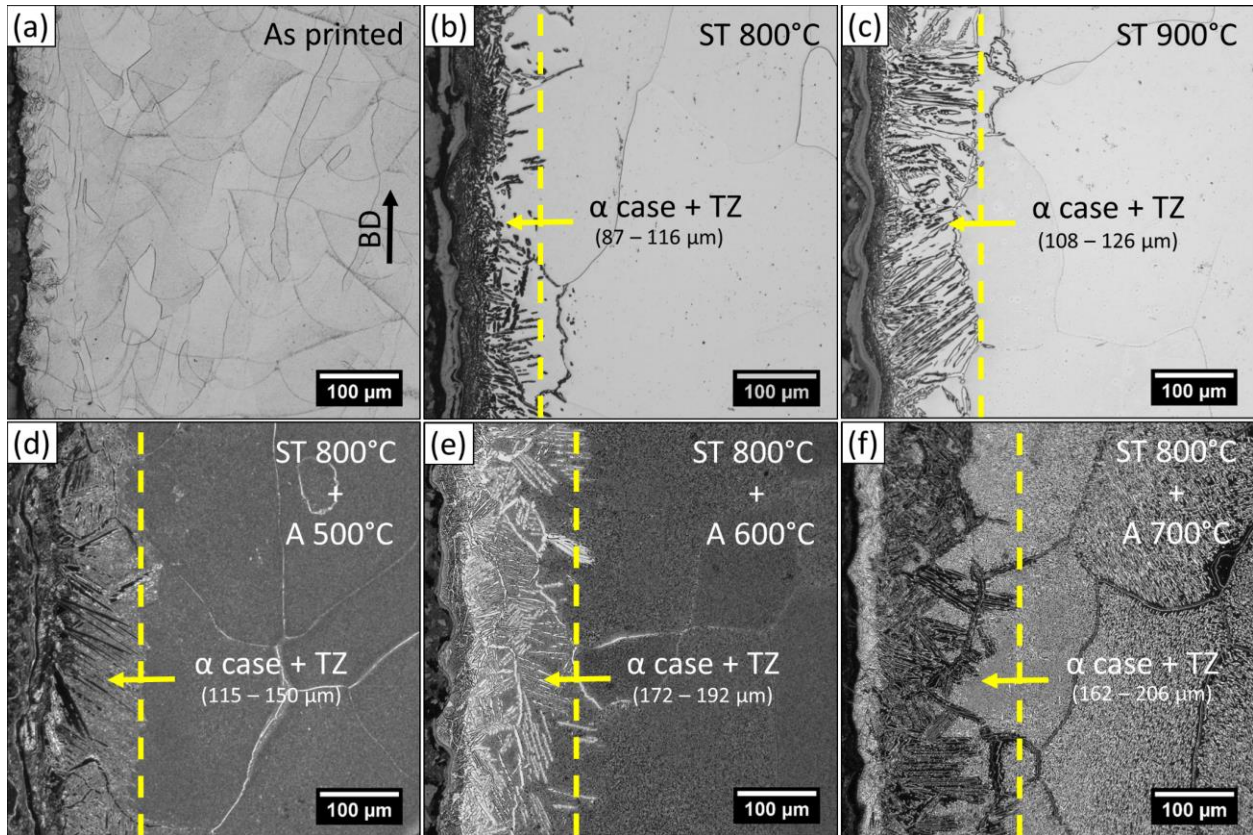 (a)
As printed
BD
100 µm
(b)
ST 800°C
α case + TZ
(87 – 116 µm)
100 µm
(c)
ST 900°C
α case + TZ
(108 – 126 µm)
100 µm
(d)
ST 800°C
+
A 500°C
α case + TZ
(115 – 150 µm)
100 µm
(e)
ST 800°C
+
A 600°C
α case + TZ
(172 – 192 µm)
100 µm
(f)
ST 800°C
+
A 700°C
α case + TZ
(162 – 206 µm)
100 µm